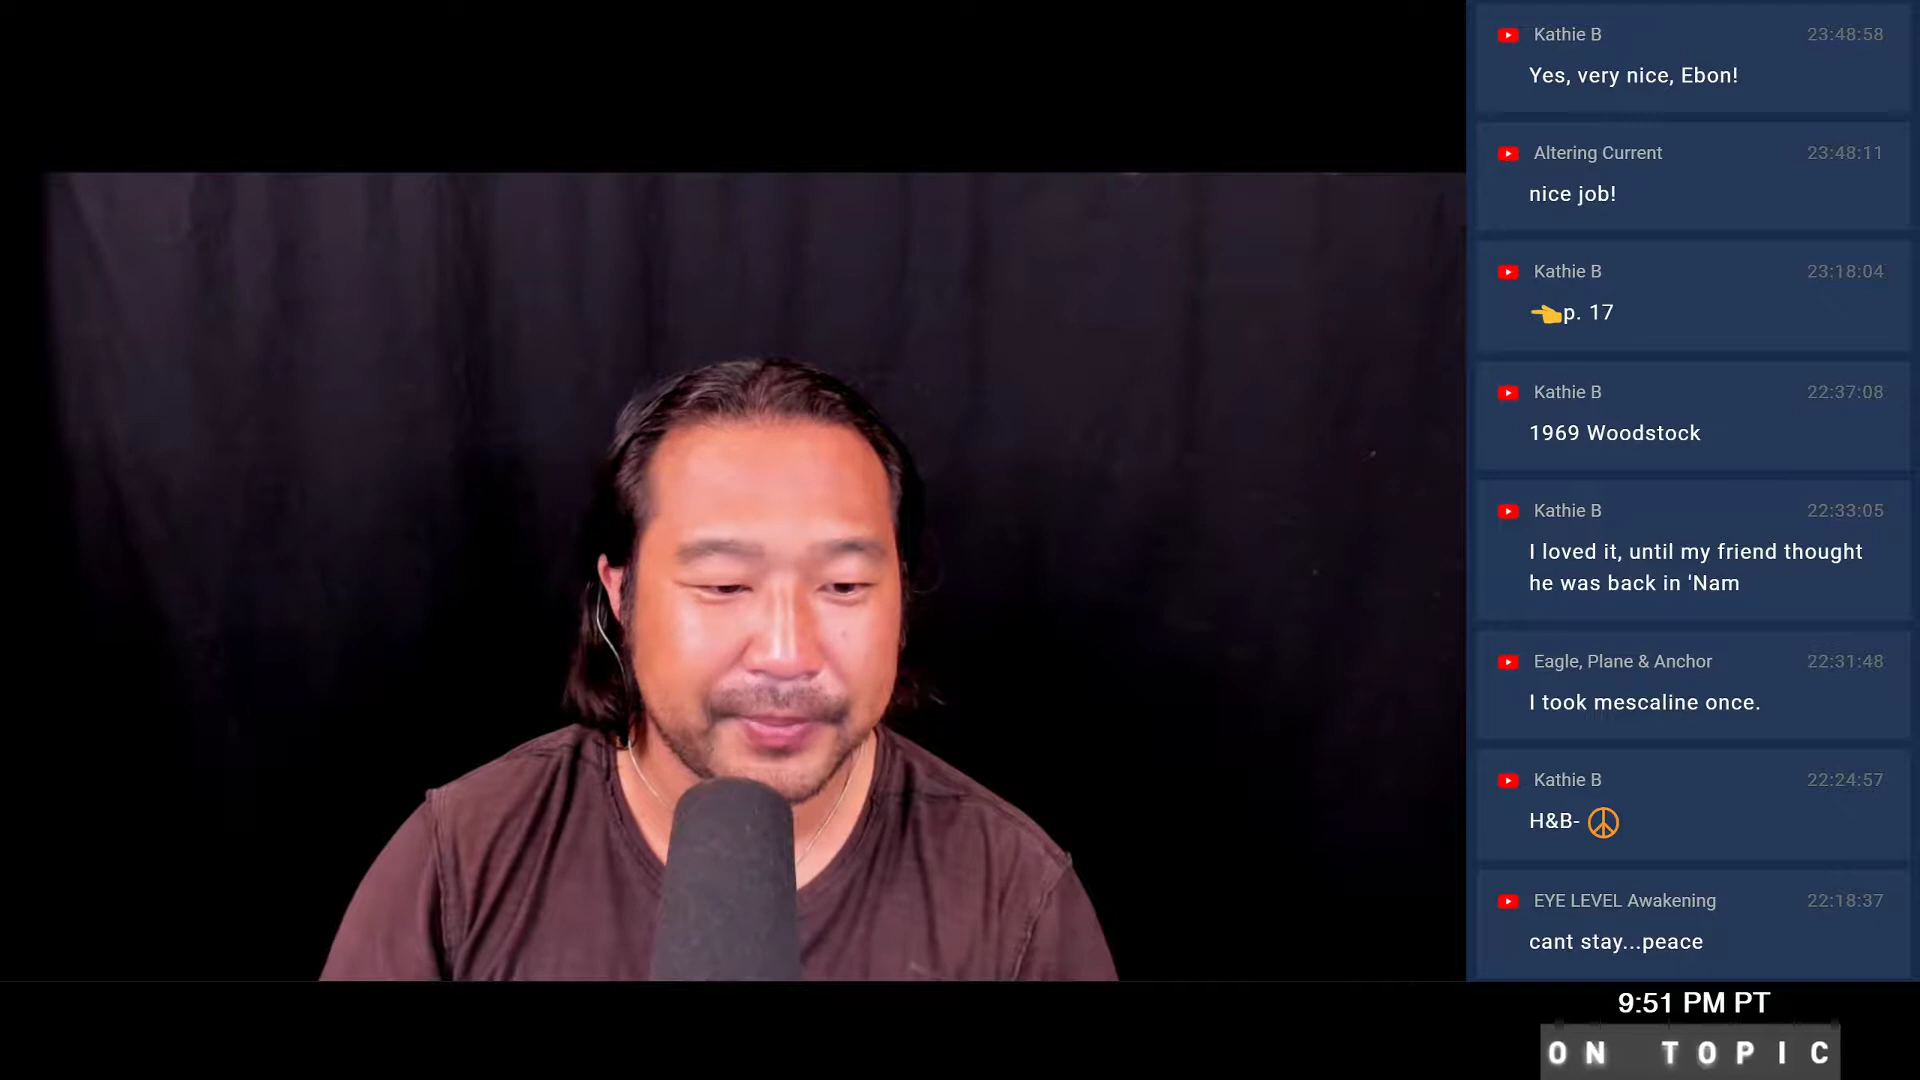 Kathie B 23:48:58
Yes, very nice, Ebon!
Altering Current 23:48:11
nice job!
Kathie B 23:18:04
👈p. 17
Kathie B 22:37:08
1969 Woodstock
Kathie B 22:33:05
I loved it, until my friend thought
he was back in 'Nam
Eagle, Plane & Anchor 22:31:48
I took mescaline once.
Kathie B 22:24:57
H&B-
EYE LEVEL Awakening 22:18:37
cant stay...peace
9:51 PM PT
ON TOPIC